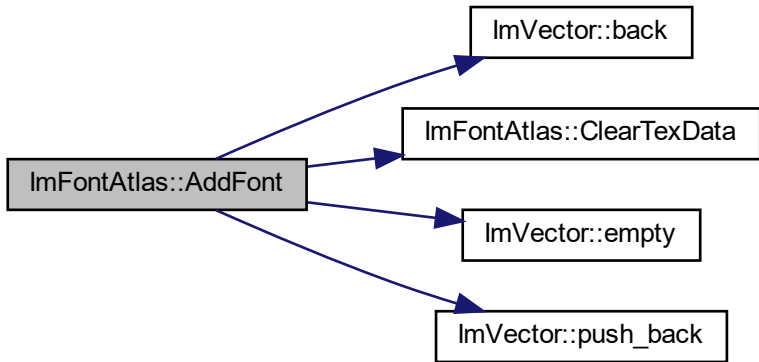 ImVector::back
ImFontAtlas::ClearTexData
ImFontAtlas::AddFont
ImVector::empty
ImVector::push_back